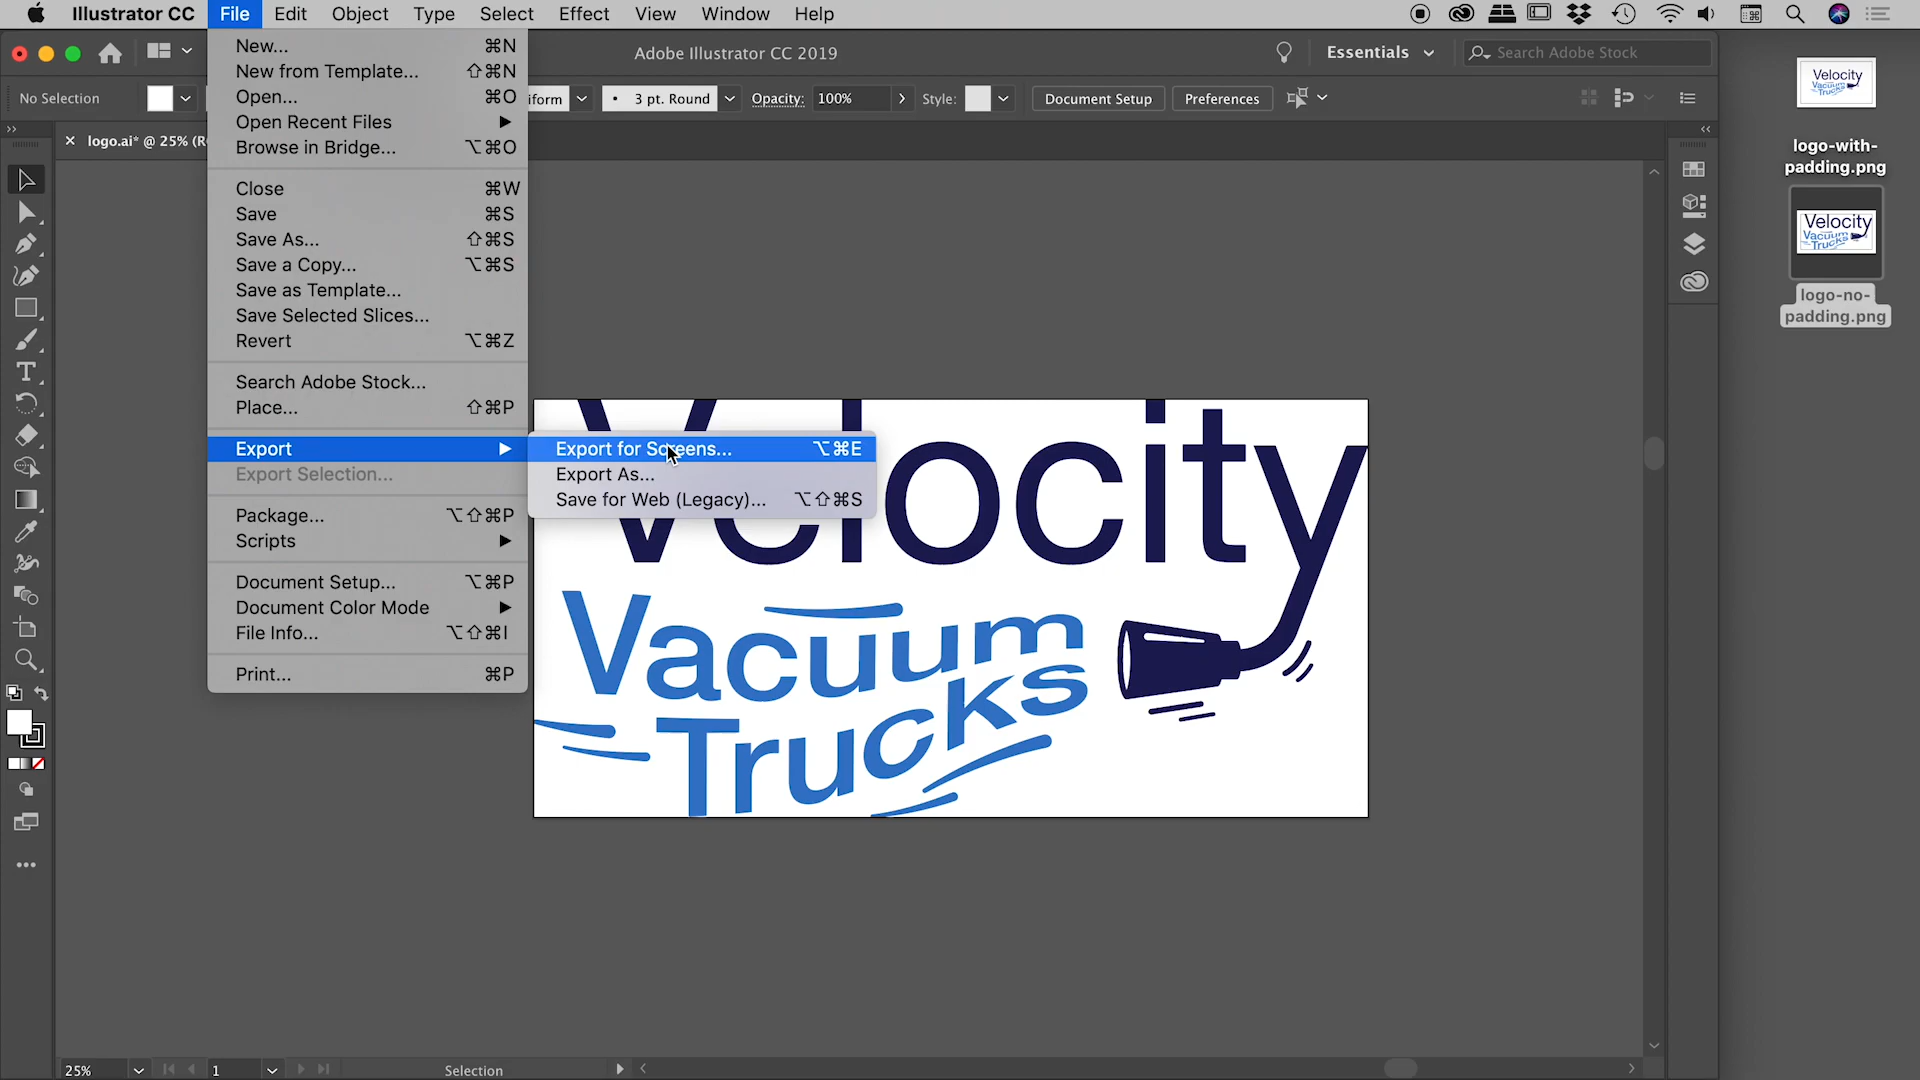 Illustrator CC File Edit Object Type Select Effect View Window Help
Adobe Illustrator CC 2019
Essentials
Search Adobe Stock
No Selection
iform
3 pt. Round
Opacity: 100%
Style:
Document Setup
Preferences
logo.ai* @ 25% (R
New... ⌘N
New from Template... ⇧⌘N
Open... ⌘O
Open Recent Files ▶
Browse in Bridge... ⌥⌘O
Close ⌘W
Save ⌘S
Save As... ⇧⌘S
Save a Copy... ⌥⌘S
Save as Template...
Save Selected Slices...
Revert ⌥⌘Z
Search Adobe Stock...
Place... ⇧⌘P
Export ▶
Export Selection...
Package... ⌥⇧⌘P
Scripts ▶
Document Setup... ⌥⌘P
Document Color Mode ▶
File Info... ⌥⇧⌘I
Print... ⌘P
Export for Screens... ⌥⌘E
Export As...
Save for Web (Legacy)... ⌥⇧⌘S
Velocity
Vacuum
Trucks
Velocity
Vacuum
Trucks
logo-with-
padding.png
Velocity
Vacuum
Trucks
logo-no-
padding.png
25%
1
Selection